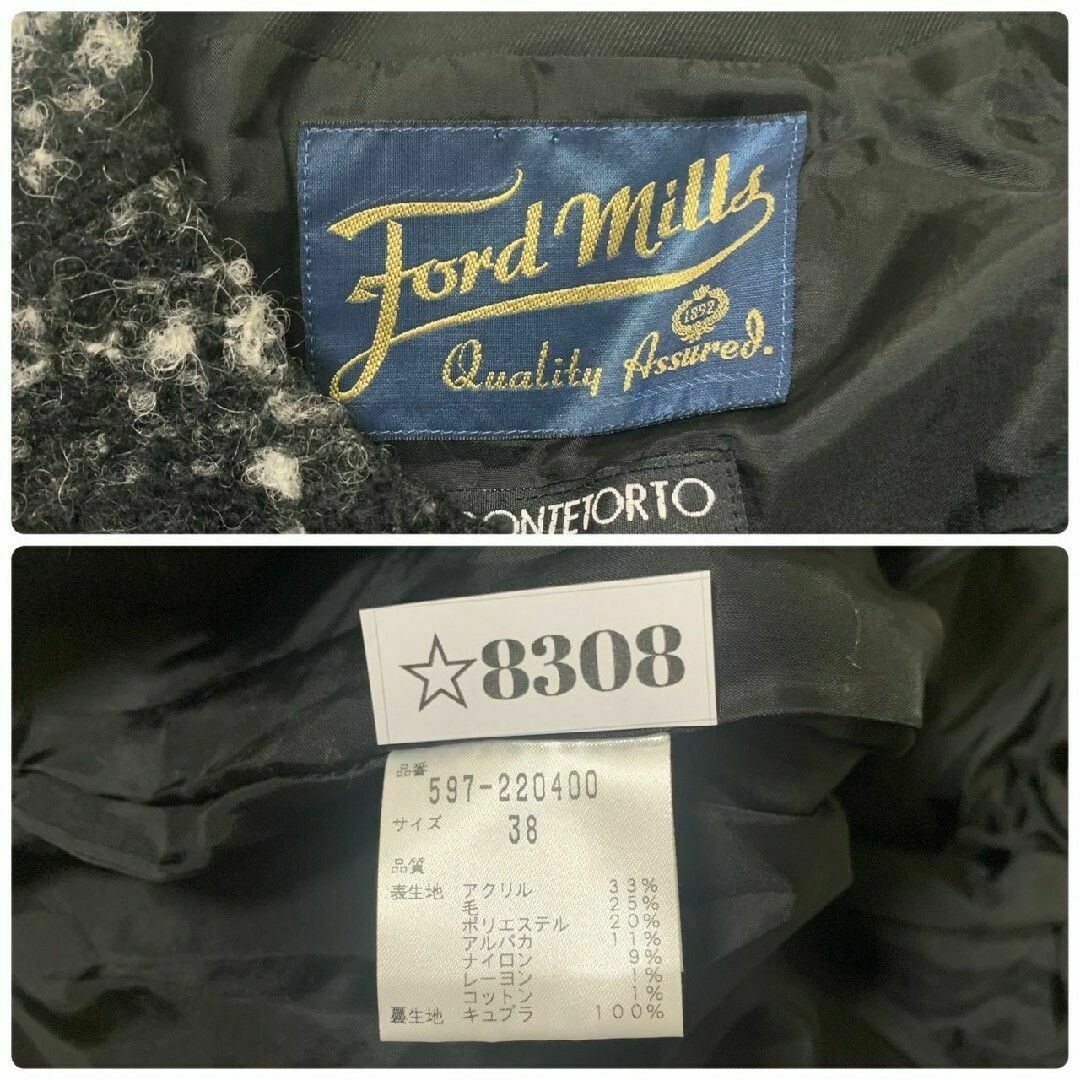 Ford Mills
1852
Quality Assured.
CONTETORTO
☆8308
品番
597-220400
サイズ 38
品質
表生地 アクリル 33%
毛 25%
ポリエステル 20%
アルパカ 11%
ナイロン 9%
レーヨン 1%
コットン 1%
裏生地 キュプラ 100%